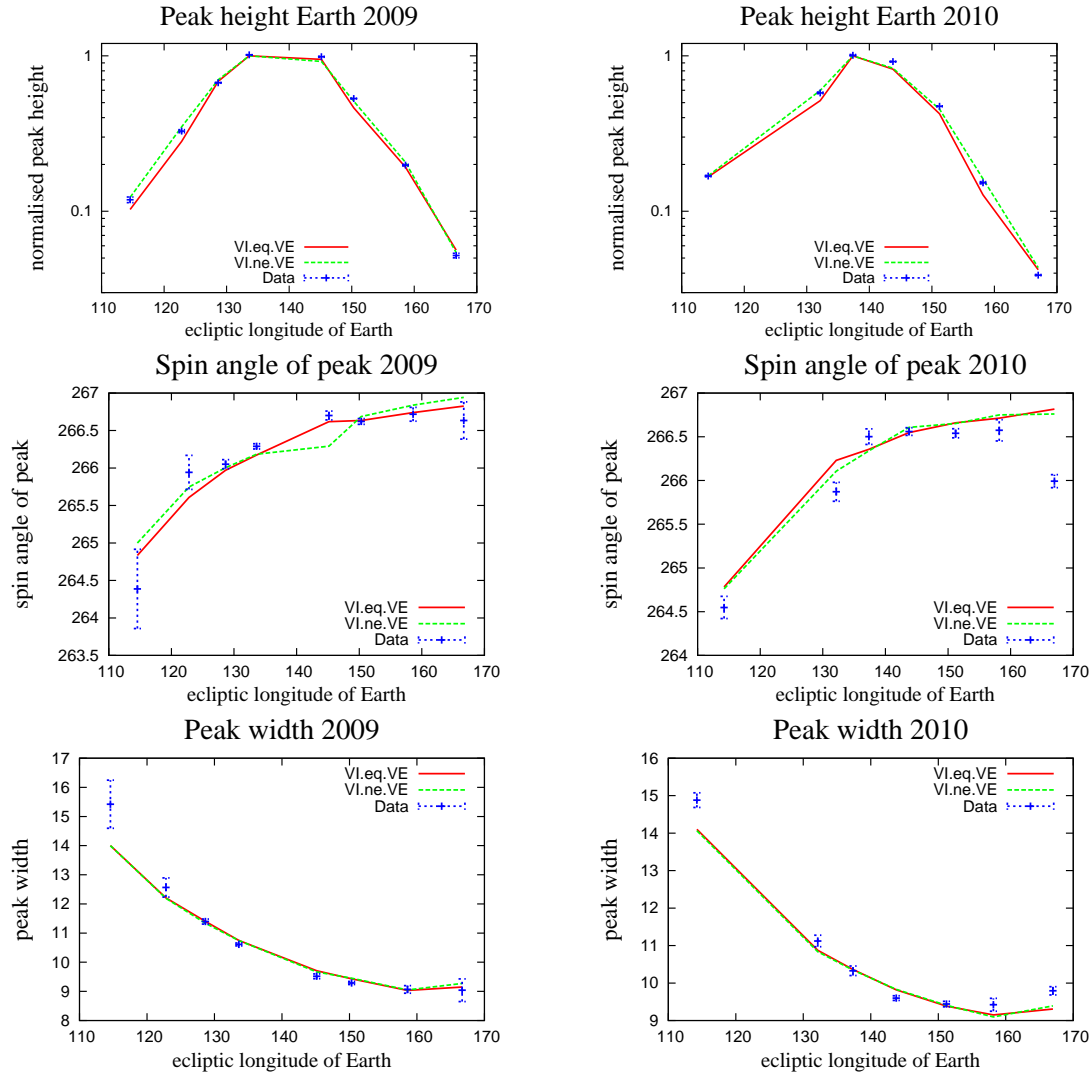 Peak height Earth 2009
normalised peak height
1
0.1
VI.eq.VE
VI.ne.VE
Data
110 120 130 140 150 160 170
ecliptic longitude of Earth
Peak height Earth 2010
normalised peak height
1
0.1
VI.eq.VE
VI.ne.VE
Data
110 120 130 140 150 160 170
ecliptic longitude of Earth
Spin angle of peak 2009
spin angle of peak
267
266.5
266
265.5
265
264.5
264
263.5
VI.eq.VE
VI.ne.VE
Data
110 120 130 140 150 160 170
ecliptic longitude of Earth
Spin angle of peak 2010
spin angle of peak
267
266.5
266
265.5
265
264.5
264
VI.eq.VE
VI.ne.VE
Data
110 120 130 140 150 160 170
ecliptic longitude of Earth
Peak width 2009
peak width
17
16
15
14
13
12
11
10
9
8
VI.eq.VE
VI.ne.VE
Data
110 120 130 140 150 160 170
ecliptic longitude of Earth
Peak width 2010
peak width
16
15
14
13
12
11
10
9
VI.eq.VE
VI.ne.VE
Data
110 120 130 140 150 160 170
ecliptic longitude of Earth